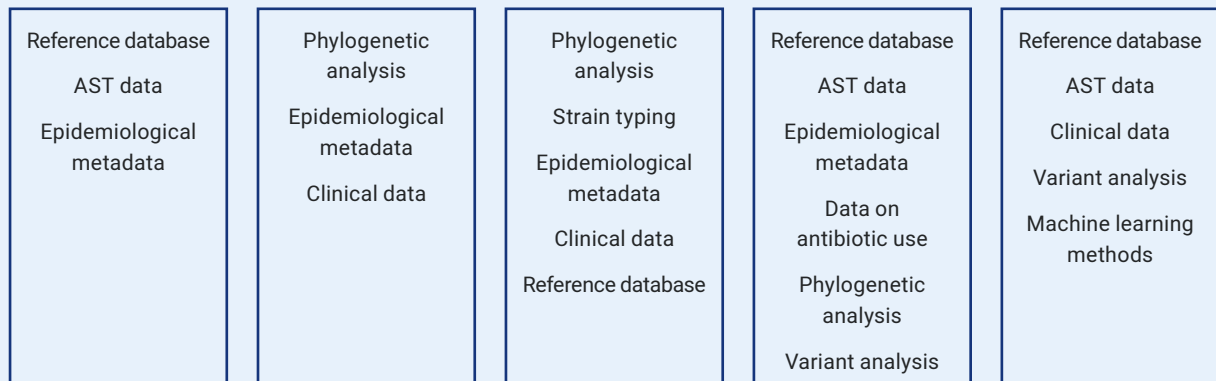 Reference database
AST data
Epidemiological
metadata
Phylogenetic
analysis
Epidemiological
metadata
Clinical data
Phylogenetic
analysis
Strain typing
Epidemiological
metadata
Clinical data
Reference database
Reference database
AST data
Epidemiological
metadata
Data on
antibiotic use
Phylogenetic
analysis
Variant analysis
Reference database
AST data
Clinical data
Variant analysis
Machine learning
methods